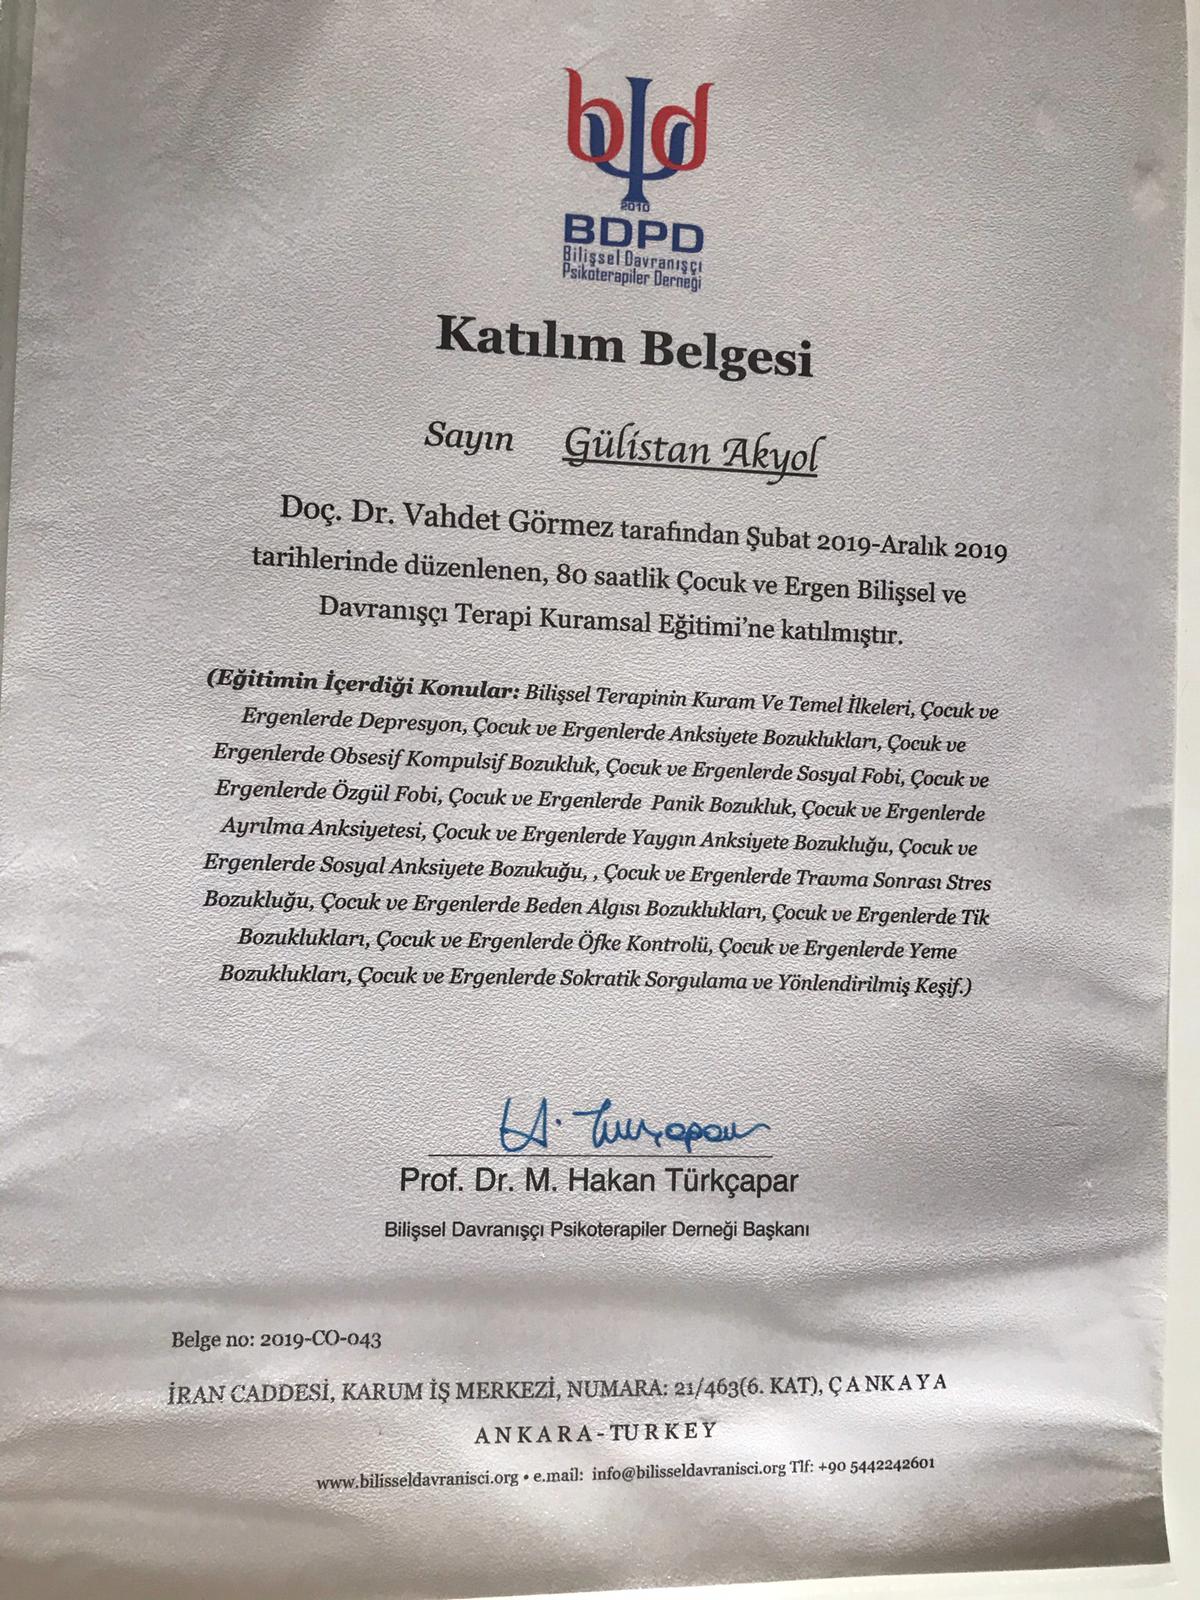 bd
2010
BDPD
Bilişsel Davranışçı
Psikoterapiler Derneği
Katılım Belgesi
Sayın Gülistan Akyol
Doç. Dr. Vahdet Görmez tarafından Şubat 2019-Aralık 2019
tarihlerinde düzenlenen, 80 saatlik Çocuk ve Ergen Bilişsel ve
Davranışçı Terapi Kuramsal Eğitimi’ne katılmıştır.
(Eğitimin İçerdiği Konular: Bilişsel Terapinin Kuram Ve Temel İlkeleri, Çocuk ve
Ergenlerde Depresyon, Çocuk ve Ergenlerde Anksiyete Bozuklukları, Çocuk ve
Ergenlerde Obsesif Kompulsif Bozukluk, Çocuk ve Ergenlerde Sosyal Fobi, Çocuk ve
Ergenlerde Özgül Fobi, Çocuk ve Ergenlerde Panik Bozukluk, Çocuk ve Ergenlerde
Ayrılma Anksiyetesi, Çocuk ve Ergenlerde Yaygın Anksiyete Bozukluğu, Çocuk ve
Ergenlerde Sosyal Anksiyete Bozukuğu, , Çocuk ve Ergenlerde Travma Sonrası Stres
Bozukluğu, Çocuk ve Ergenlerde Beden Algısı Bozuklukları, Çocuk ve Ergenlerde Tik
Bozuklukları, Çocuk ve Ergenlerde Öfke Kontrolü, Çocuk ve Ergenlerde Yeme
Bozuklukları, Çocuk ve Ergenlerde Sokratik Sorgulama ve Yönlendirilmiş Keşif.)
H. Türkçapar
Prof. Dr. M. Hakan Türkçapar
Bilişsel Davranışçı Psikoterapiler Derneği Başkanı
Belge no: 2019-CO-043
İRAN CADDESİ, KARUM İŞ MERKEZİ, NUMARA: 21/463(6. KAT), ÇANKAYA
ANKARA-TURKEY
www.bilisseldavranisci.org • e.mail: info@bilisseldavranisci.org Tlf: +90 5442242601